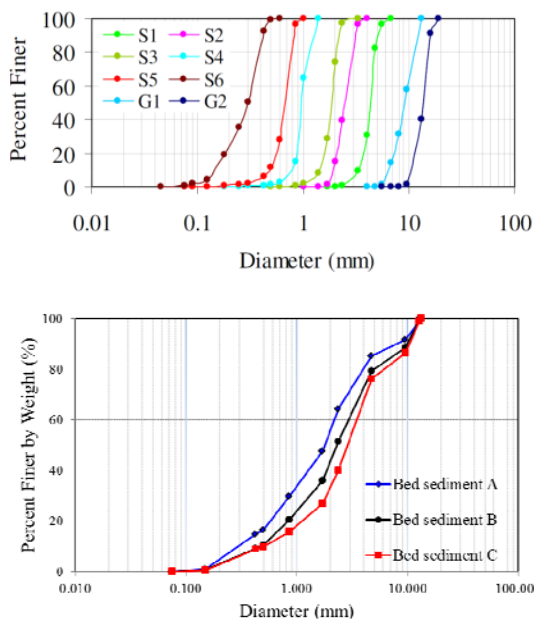 100
80
60
40
20
0
Percent Finer
S1 S2
S3 S4
S5 S6
G1 G2
0.01 0.1 1 10 100
Diameter (mm)
100
80
60
40
20
0
Percent Finer by Weight (%)
Bed sediment A
Bed sediment B
Bed sediment C
0.010 0.100 1.000 10.000 100.00
Diameter (mm)